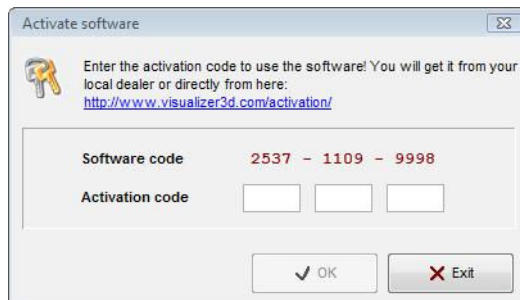 Activate software
Enter the activation code to use the software! You will get it from your
local dealer or directly from here:
http://www.visualizer3d.com/activation/
Software code 2537 - 1109 - 9998
Activation code
OK Exit